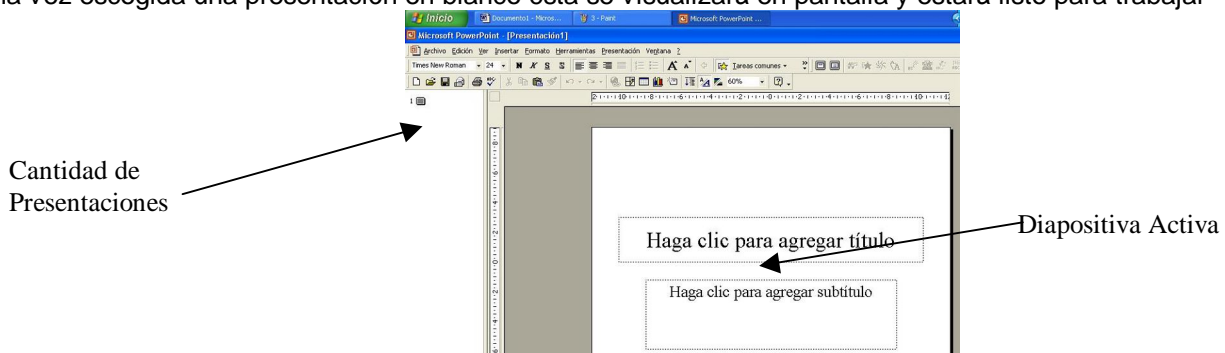 na vez escogida una presentación en blanco esta se visualizará en pantalla y estará listo para trabajar
Inicio Documento1 - Micros... 3 - Paint Microsoft PowerPoint ...
Microsoft PowerPoint - [Presentación1]
Archivo Edición Ver Insertar Formato Herramientas Presentación Ventana ?
Times New Roman 24 N K S S Tareas comunes
60%
1
Cantidad de
Presentaciones
Haga clic para agregar título
Diapositiva Activa
Haga clic para agregar subtítulo